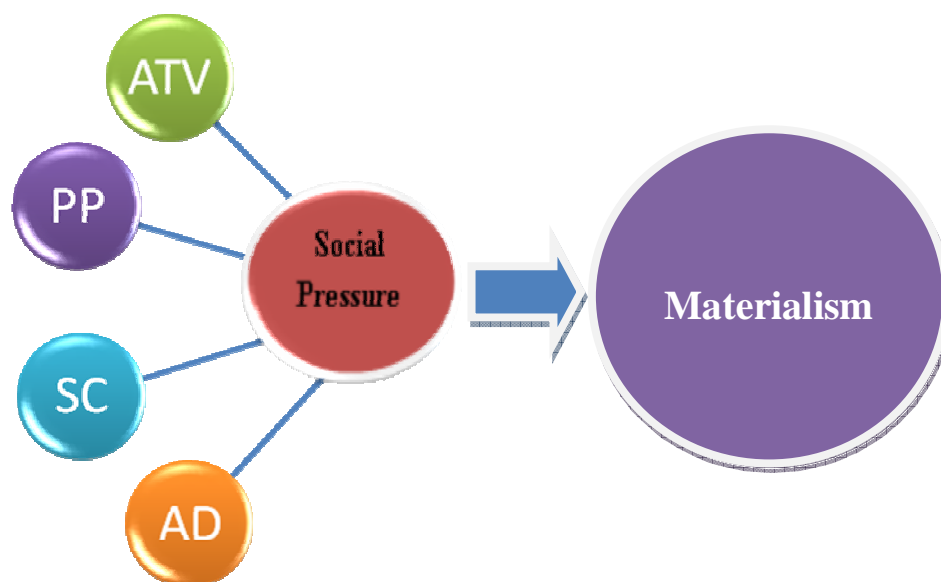 ATV
PP
Social
Pressure
Materialism
SC
AD